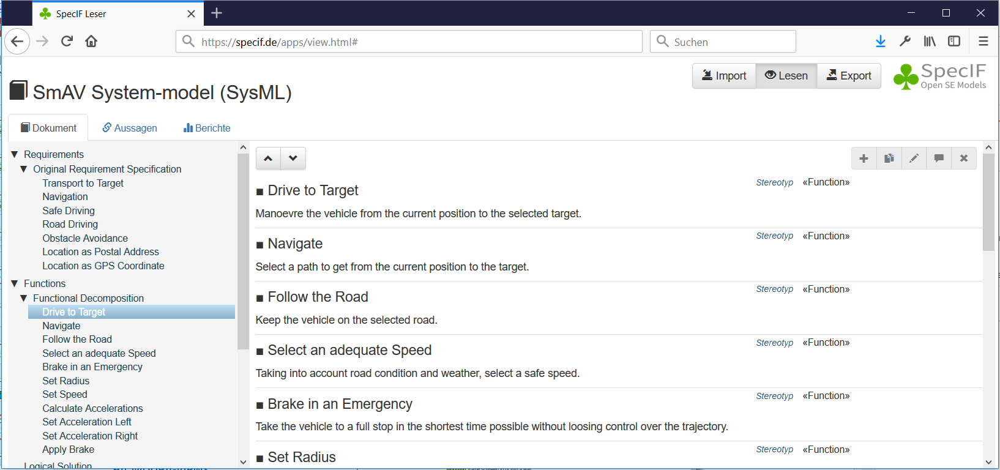 SpecIF Leser
https://specif.de/apps/view.html#
Suchen
SmAV System-model (SysML)
Import
Lesen
Export
SpecIF
Open SE Models
Dokument
Aussagen
Berichte
Requirements
Original Requirement Specification
Transport to Target
Navigation
Safe Driving
Road Driving
Obstacle Avoidance
Location as Postal Address
Location as GPS Coordinate
Functions
Functional Decomposition
Drive to Target
Navigate
Follow the Road
Select an adequate Speed
Brake in an Emergency
Set Radius
Set Speed
Calculate Accelerations
Set Acceleration Left
Set Acceleration Right
Apply Brake
Logical Solution
■ Drive to Target
Stereotyp «Function»
Manoevre the vehicle from the current position to the selected target.
■ Navigate
Stereotyp «Function»
Select a path to get from the current position to the target.
■ Follow the Road
Stereotyp «Function»
Keep the vehicle on the selected road.
■ Select an adequate Speed
Stereotyp «Function»
Taking into account road condition and weather, select a safe speed.
■ Brake in an Emergency
Stereotyp «Function»
Take the vehicle to a full stop in the shortest time possible without loosing control over the trajectory.
■ Set Radius
Stereotyp «Function»